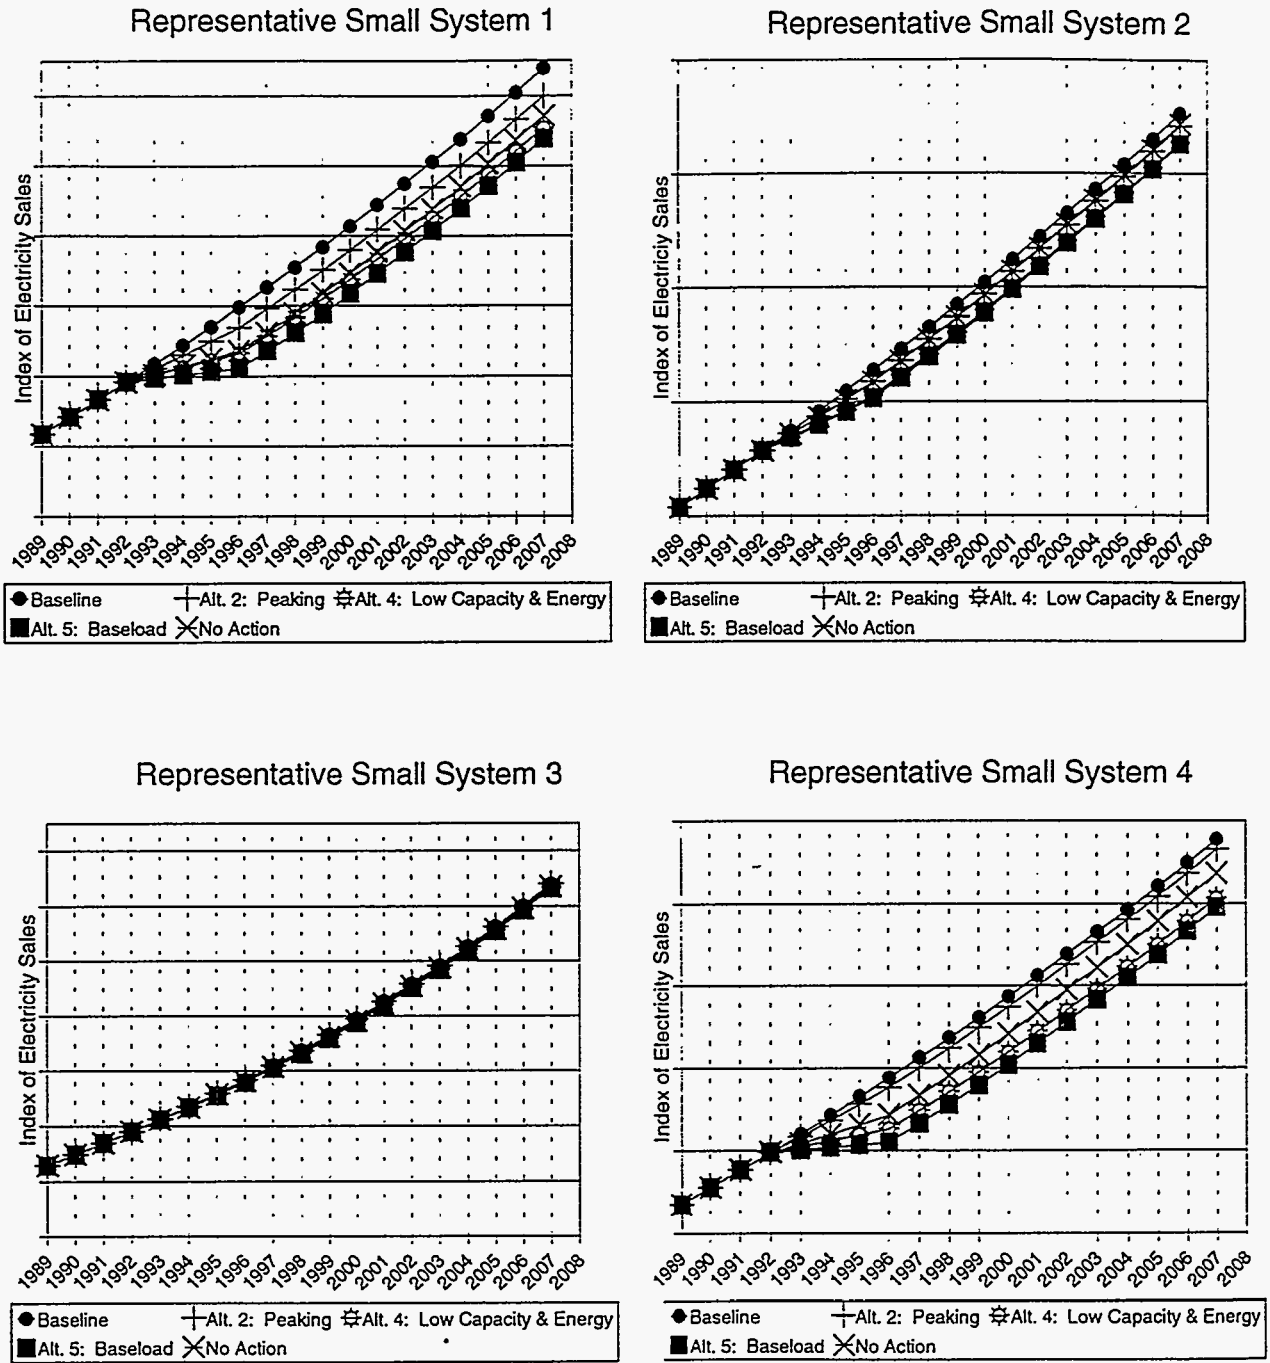 Representative Small System 1
Index of Electriciy Sales
1989 1990 1991 1992 1993 1994 1995 1996 1997 1998 1999 2000 2001 2002 2003 2004 2005 2006 2007 2008
Baseline Alt. 2: Peaking Alt. 4: Low Capacity & Energy
Alt. 5: Baseload No Action
Representative Small System 2
Index of Electriciy Sales
1989 1990 1991 1992 1993 1994 1995 1996 1997 1998 1999 2000 2001 2002 2003 2004 2005 2006 2007 2008
Baseline Alt. 2: Peaking Alt. 4: Low Capacity & Energy
Alt. 5: Baseload No Action
Representative Small System 3
Index of Electricity Sales
1989 1990 1991 1992 1993 1994 1995 1996 1997 1998 1999 2000 2001 2002 2003 2004 2005 2006 2007 2008
Baseline Alt. 2: Peaking Alt. 4: Low Capacity & Energy
Alt. 5: Baseload No Action
Representative Small System 4
Index of Electricity Sales
1989 1990 1991 1992 1993 1994 1995 1996 1997 1998 1999 2000 2001 2002 2003 2004 2005 2006 2007 2008
Baseline Alt. 2: Peaking Alt. 4: Low Capacity & Energy
Alt. 5: Baseload No Action